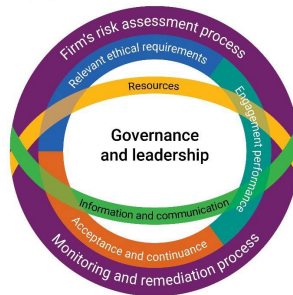 Firm's risk assessment process
Relevant ethical requirements
Resources
Engagement performance
Governance
and leadership
Information and communication
Acceptance and continuance
Monitoring and remediation process